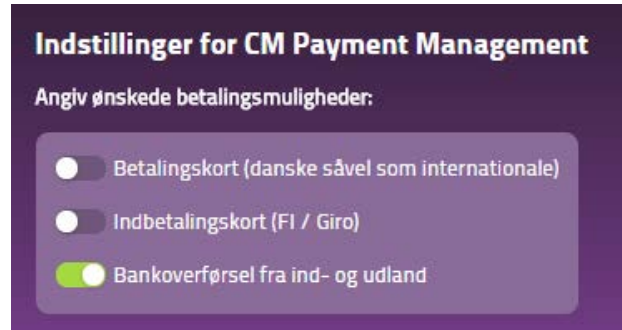 Indstillinger for CM Payment Management
Angiv ønskede betalingsmuligheder:
Betalingskort (danske såvel som internationale)
Indbetalingskort (FI / Giro)
Bankoverførsel fra ind- og udland